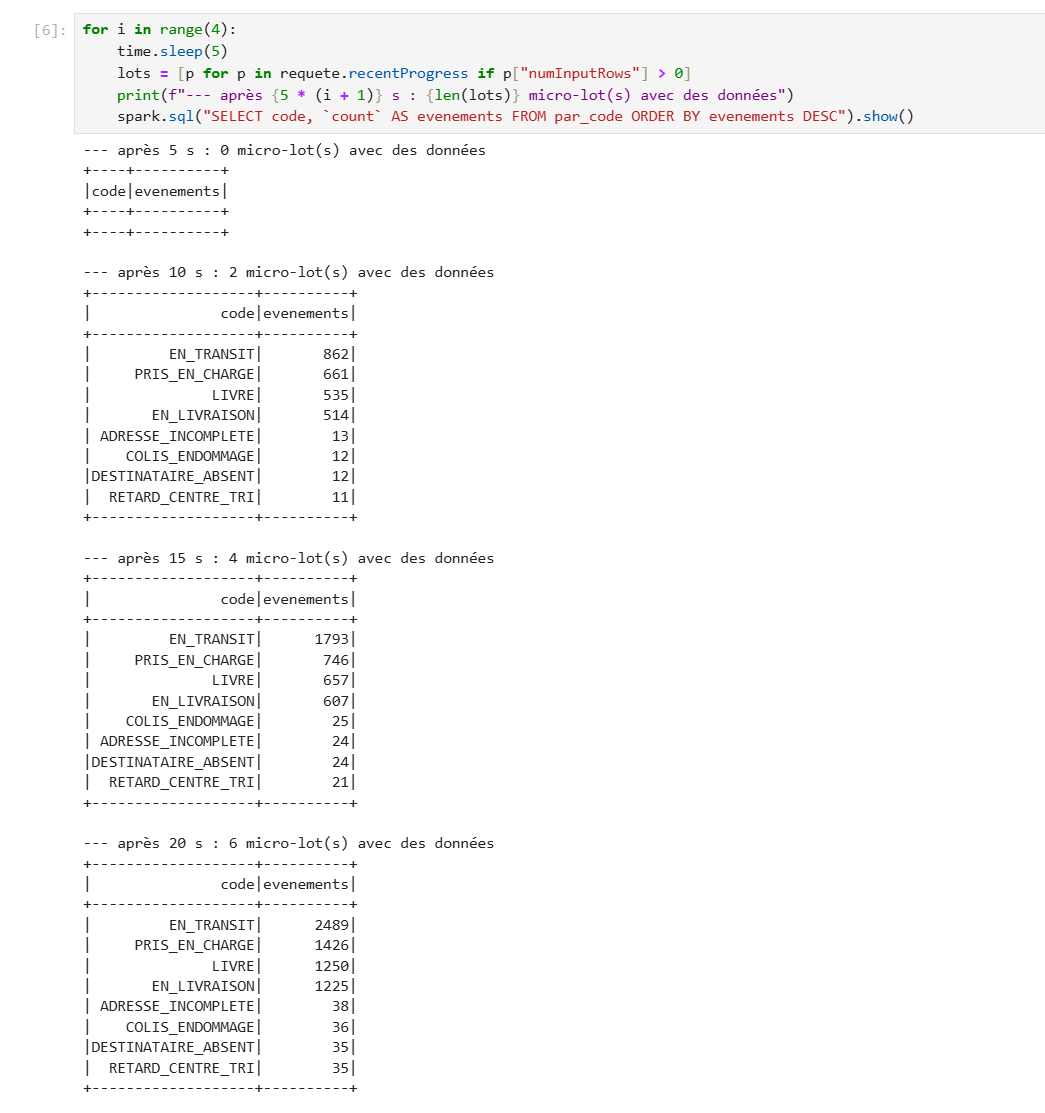 [6]: for i in range(4):
    time.sleep(5)
    lots = [p for p in requete.recentProgress if p["numInputRows"] > 0]
    print(f"--- après {5 * (i + 1)} s : {len(lots)} micro-lot(s) avec des données")
    spark.sql("SELECT code, `count` AS evenements FROM par_code ORDER BY evenements DESC").show()
--- après 5 s : 0 micro-lot(s) avec des données
+----+----------+
|code|evenements|
+----+----------+
+----+----------+
--- après 10 s : 2 micro-lot(s) avec des données
+-------------------+----------+
|               code|evenements|
+-------------------+----------+
|         EN_TRANSIT|       862|
|     PRIS_EN_CHARGE|       661|
|              LIVRE|       535|
|       EN_LIVRAISON|       514|
| ADRESSE_INCOMPLETE|        13|
|    COLIS_ENDOMMAGE|        12|
|DESTINATAIRE_ABSENT|        12|
|  RETARD_CENTRE_TRI|        11|
+-------------------+----------+
--- après 15 s : 4 micro-lot(s) avec des données
+-------------------+----------+
|               code|evenements|
+-------------------+----------+
|         EN_TRANSIT|      1793|
|     PRIS_EN_CHARGE|       746|
|              LIVRE|       657|
|       EN_LIVRAISON|       607|
|    COLIS_ENDOMMAGE|        25|
| ADRESSE_INCOMPLETE|        24|
|DESTINATAIRE_ABSENT|        24|
|  RETARD_CENTRE_TRI|        21|
+-------------------+----------+
--- après 20 s : 6 micro-lot(s) avec des données
+-------------------+----------+
|               code|evenements|
+-------------------+----------+
|         EN_TRANSIT|      2489|
|     PRIS_EN_CHARGE|      1426|
|              LIVRE|      1250|
|       EN_LIVRAISON|      1225|
| ADRESSE_INCOMPLETE|        38|
|    COLIS_ENDOMMAGE|        36|
|DESTINATAIRE_ABSENT|        35|
|  RETARD_CENTRE_TRI|        35|
+-------------------+----------+